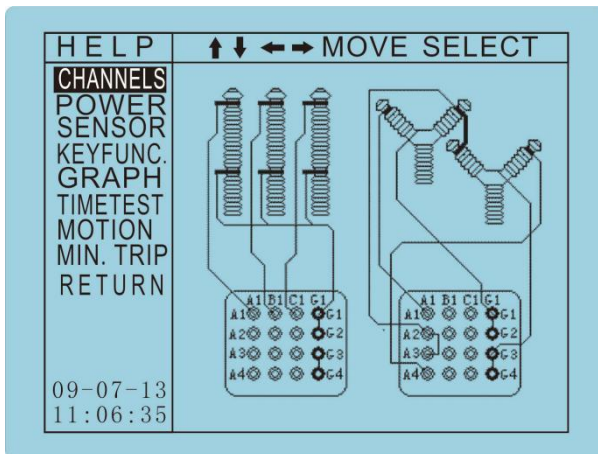 HELP
↑ ↓ ← → MOVE SELECT
CHANNELS
POWER
SENSOR
KEYFUNC.
GRAPH
TIMETEST
MOTION
MIN. TRIP
RETURN
09-07-13
11:06:35
A1 B1 C1 G1
A1 G1
A2 G2
A3 G3
A4 G4
A1 B1 C1 G1
A1 G1
A2 G2
A3 G3
A4 G4